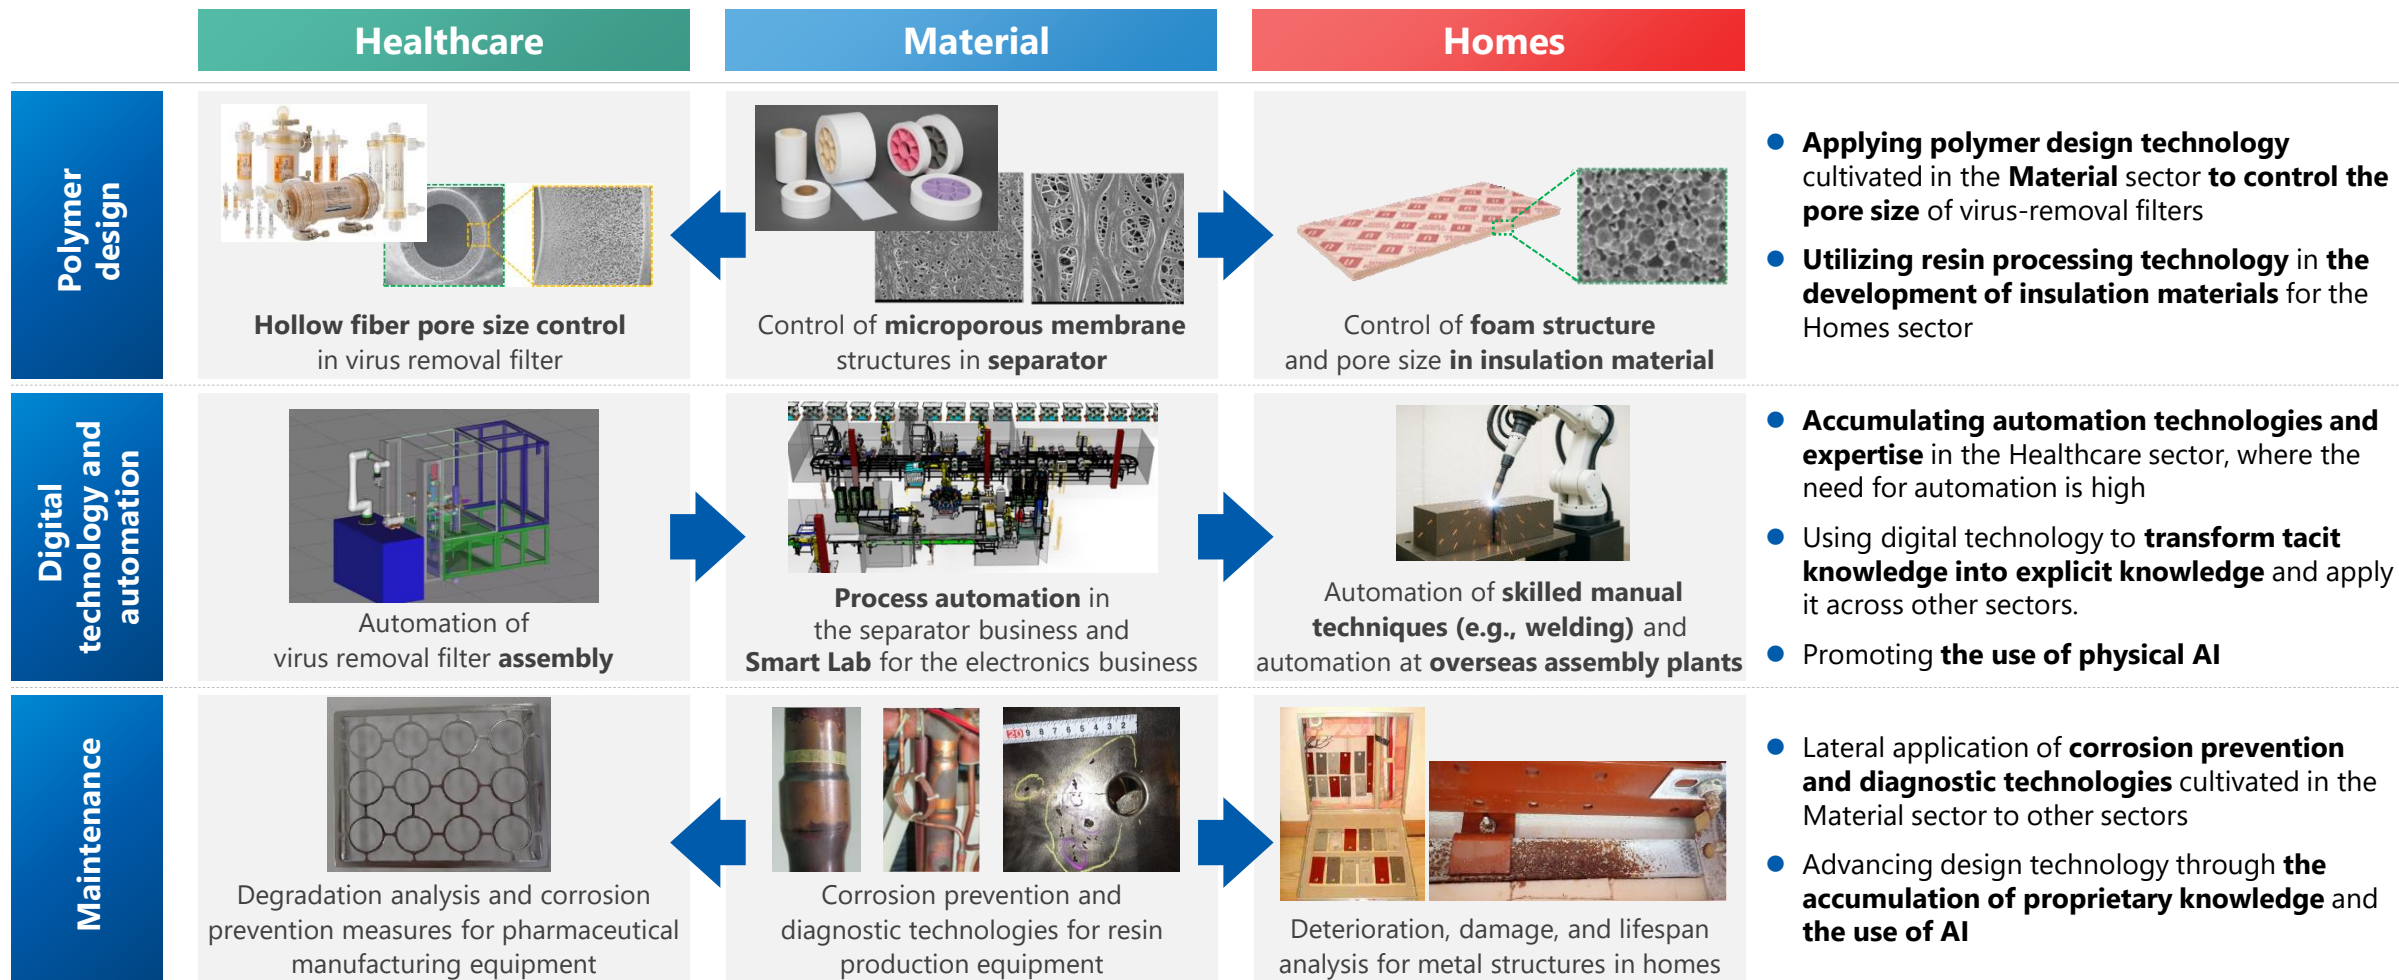 Healthcare
Material
Homes
Polymer
design
Hollow fiber pore size control
in virus removal filter
Control of microporous membrane
structures in separator
Control of foam structure
and pore size in insulation material
● Applying polymer design technology
cultivated in the Material sector to control the
pore size of virus-removal filters
● Utilizing resin processing technology in the
development of insulation materials for the
Homes sector
Digital
technology and
automation
Automation of
virus removal filter assembly
Process automation in
the separator business and
Smart Lab for the electronics business
Automation of skilled manual
techniques (e.g., welding) and
automation at overseas assembly plants
● Accumulating automation technologies and
expertise in the Healthcare sector, where the
need for automation is high
● Using digital technology to transform tacit
knowledge into explicit knowledge and apply
it across other sectors.
● Promoting the use of physical AI
Maintenance
20 9 8 7 6 5 4 3 2
Degradation analysis and corrosion
prevention measures for pharmaceutical
manufacturing equipment
Corrosion prevention and
diagnostic technologies for resin
production equipment
Deterioration, damage, and lifespan
analysis for metal structures in homes
● Lateral application of corrosion prevention
and diagnostic technologies cultivated in the
Material sector to other sectors
● Advancing design technology through the
accumulation of proprietary knowledge and
the use of AI